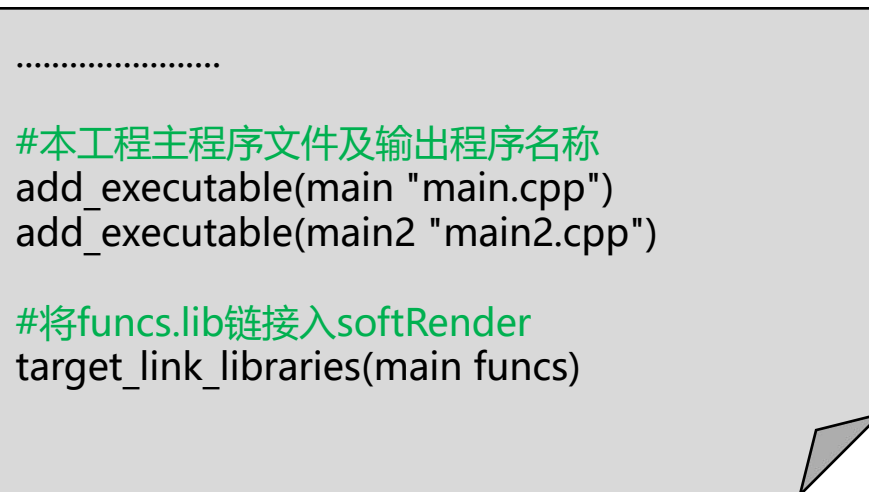 .......................
#本工程主程序文件及输出程序名称
add_executable(main "main.cpp")
add_executable(main2 "main2.cpp")
#将funcs.lib链接入softRender
target_link_libraries(main funcs)